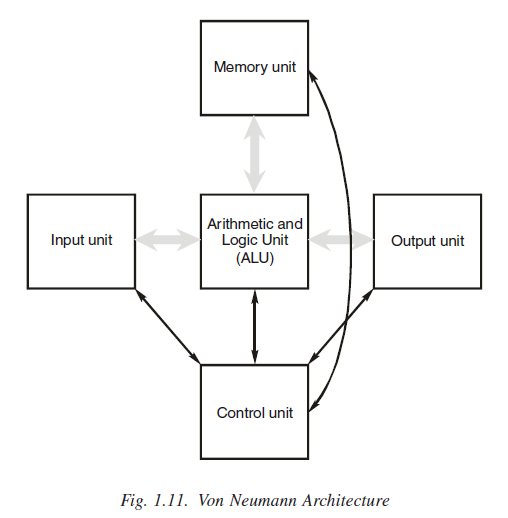 Memory unit
Input unit
Arithmetic and
Logic Unit
(ALU)
Output unit
Control unit
Fig. 1.11. Von Neumann Architecture